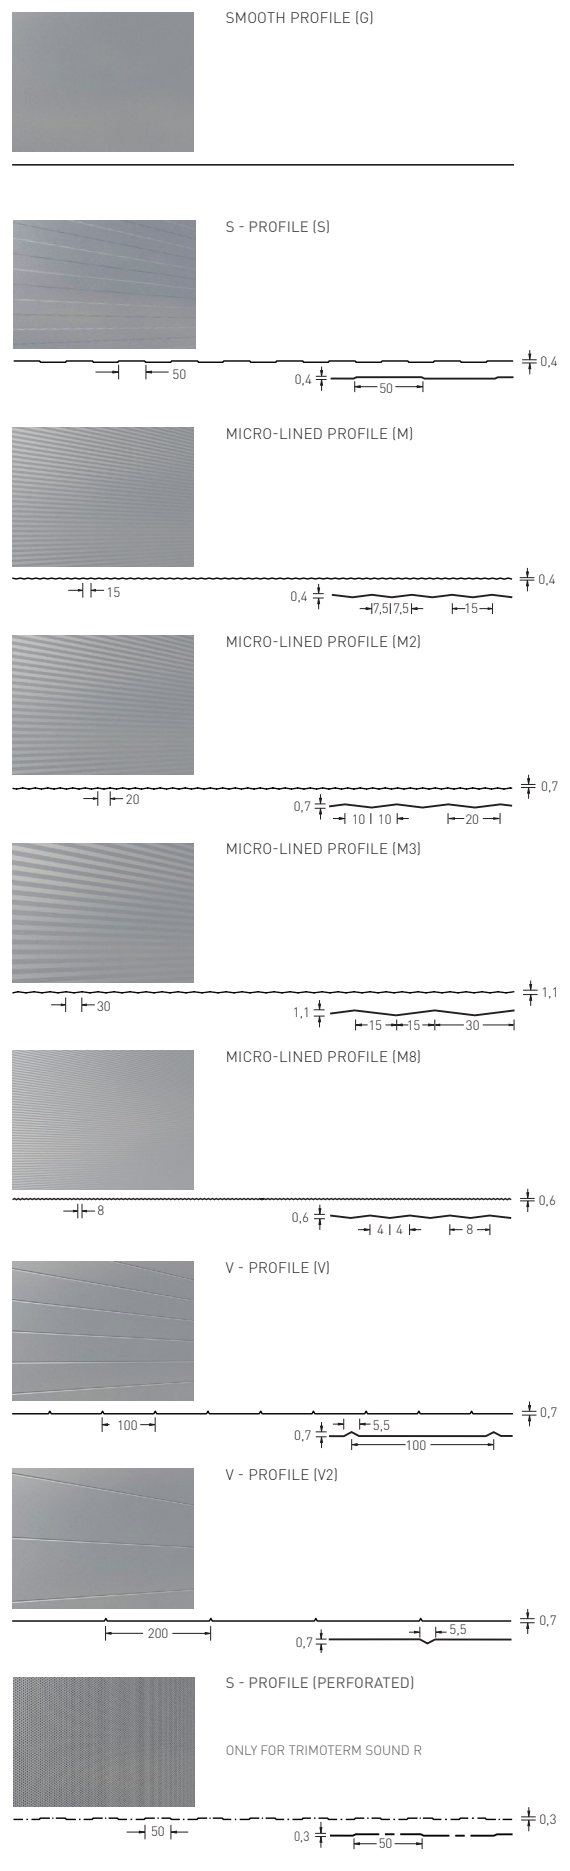 SMOOTH PROFILE (G)
S - PROFILE (S)
0,4
50
0,4
50
MICRO-LINED PROFILE (M)
0,4
15
0,4
7,5 7,5 15
MICRO-LINED PROFILE (M2)
0,7
20
0,7
10 10 20
MICRO-LINED PROFILE (M3)
1,1
30
1,1
15 15 30
MICRO-LINED PROFILE (M8)
0,6
8
0,6
4 4 8
V - PROFILE (V)
0,7
100
5,5
0,7
100
V - PROFILE (V2)
0,7
200
5,5
0,7
S - PROFILE (PERFORATED)
ONLY FOR TRIMOTERM SOUND R
0,3
50
0,3
50